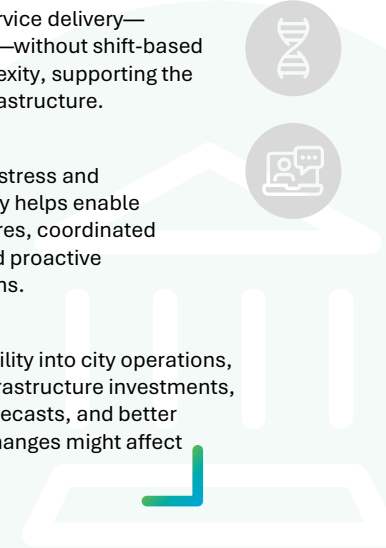 rvice delivery—
—without shift-based
exity, supporting the
astructure.
stress and
y helps enable
res, coordinated
d proactive
ns.
ility into city operations,
rastructure investments,
ecasts, and better
hanges might affect